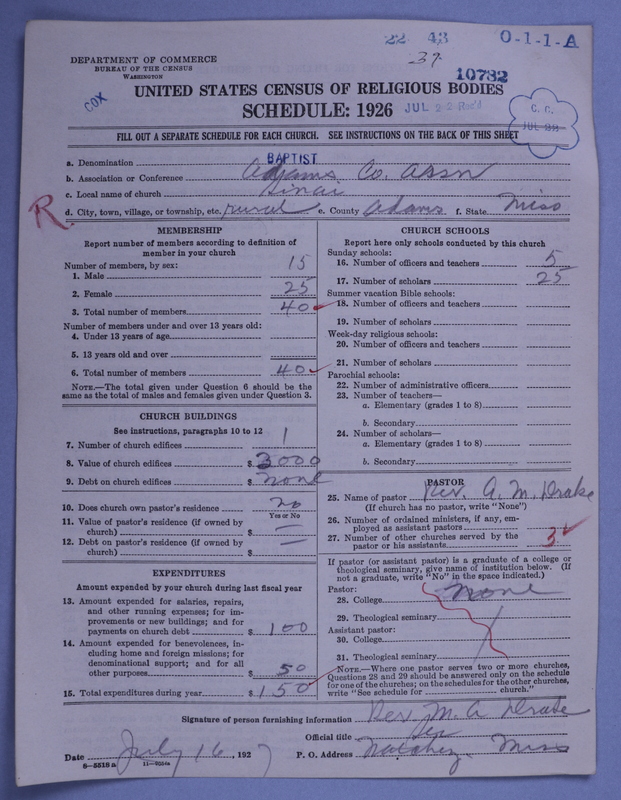 22 43 O-1-1-A
37
10732
DEPARTMENT OF COMMERCE
BUREAU OF THE CENSUS
WASHINGTON
COX
UNITED STATES CENSUS OF RELIGIOUS BODIES
SCHEDULE: 1926
JUL 22 Rec'd
C. C.
JUL 22
FILL OUT A SEPARATE SCHEDULE FOR EACH CHURCH. SEE INSTRUCTIONS ON THE BACK OF THIS SHEET
a. Denomination BAPTIST
b. Association or Conference Adams Co. Assn
c. Local name of church Sinai
R
d. City, town, village, or township, etc. rural e. County Adams f. State Miss
MEMBERSHIP
Report number of members according to definition of
member in your church
Number of members, by sex:
1. Male 15
2. Female 25
3. Total number of members 40
Number of members under and over 13 years old:
4. Under 13 years of age
5. 13 years old and over
6. Total number of members 40
NOTE.—The total given under Question 6 should be the
same as the total of males and females given under Question 3.
CHURCH BUILDINGS
See instructions, paragraphs 10 to 12
7. Number of church edifices 1
8. Value of church edifices $ 3000
9. Debt on church edifices $ none
10. Does church own pastor's residence? no
Yes or No
11. Value of pastor's residence (if owned by
church) $ —
12. Debt on pastor's residence (if owned by
church) $ —
EXPENDITURES
Amount expended by your church during last fiscal year
13. Amount expended for salaries, repairs,
and other running expenses; for im-
provements or new buildings; and for
payments on church debt $ 100
14. Amount expended for benevolences, in-
cluding home and foreign missions; for
denominational support; and for all
other purposes $ 50
15. Total expenditures during year $ 150
CHURCH SCHOOLS
Report here only schools conducted by this church
Sunday schools:
16. Number of officers and teachers 5
17. Number of scholars 25
Summer vacation Bible schools:
18. Number of officers and teachers
19. Number of scholars
Week-day religious schools:
20. Number of officers and teachers
21. Number of scholars
Parochial schools:
22. Number of administrative officers
23. Number of teachers—
a. Elementary (grades 1 to 8)
b. Secondary
24. Number of scholars—
a. Elementary (grades 1 to 8)
b. Secondary
PASTOR
25. Name of pastor Rev. A. M. Drake
(If church has no pastor, write "None")
26. Number of ordained ministers, if any, em-
ployed as assistant pastors
27. Number of other churches served by the
pastor or his assistants 3
If pastor (or assistant pastor) is a graduate of a college or
theological seminary, give name of institution below. (If
not a graduate, write "No" in the space indicated.)
Pastor:
28. College none
29. Theological seminary
Assistant pastor:
30. College
31. Theological seminary
NOTE.—Where one pastor serves two or more churches,
Questions 28 and 29 should be answered only on the schedule
for one of the churches; on the schedules for the other churches,
write "See schedule for church."
Signature of person furnishing information Rev. M. A Drake
Official title
Date July 16, 1927 P. O. Address Natchez, Miss
8-5518 a 11-9054a